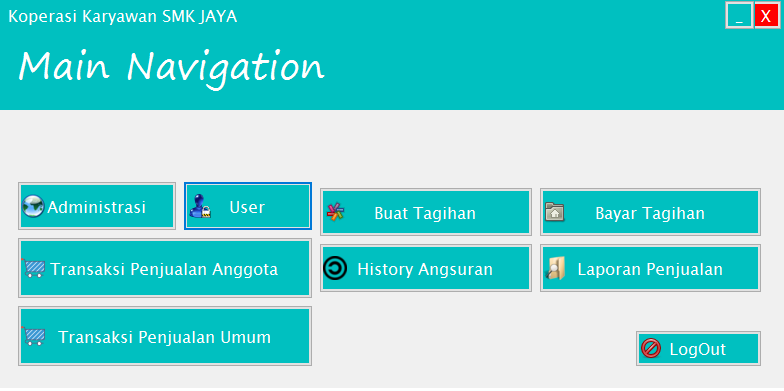 Koperasi Karyawan SMK JAYA
_ X
Main Navigation
Administrasi
User
Buat Tagihan
Bayar Tagihan
Transaksi Penjualan Anggota
History Angsuran
Laporan Penjualan
Transaksi Penjualan Umum
LogOut